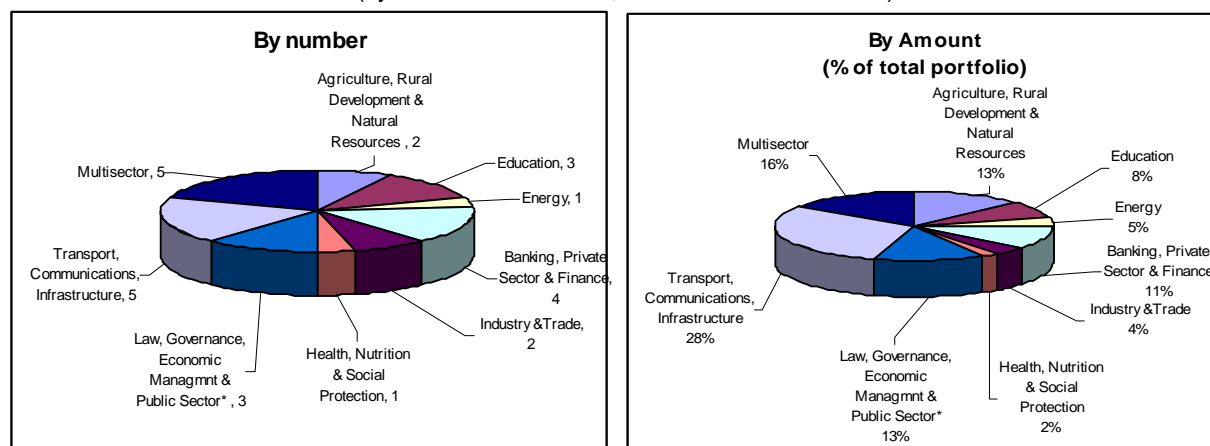 By number
Agriculture, Rural
Development &
Natural
Resources , 2
Education, 3
Energy, 1
Banking, Private
Sector & Finance,
4
Industry &Trade,
2
Health, Nutrition
& Social
Protection, 1
Law, Governance,
Economic
Managmnt &
Public Sector* , 3
Transport,
Communications,
Infrastructure, 5
Multisector, 5
By Amount
(% of total portfolio)
Agriculture, Rural
Development &
Natural
Resources
13%
Education
8%
Energy
5%
Banking, Private
Sector & Finance
11%
Industry &Trade
4%
Health, Nutrition
& Social
Protection
2%
Law, Governance,
Economic
Managmnt &
Public Sector*
13%
Transport,
Communications,
Infrastructure
28%
Multisector
16%